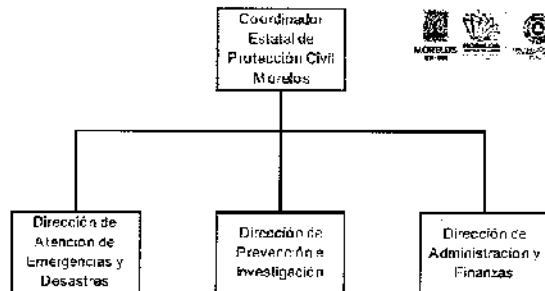 Coordinador
Estatal de
Protección Civil
Morelos
MORELOS
Dirección de
Atención de
Emergencias y
Desastres
Dirección de
Prevención e
Investigación
Dirección de
Administración y
Finanzas